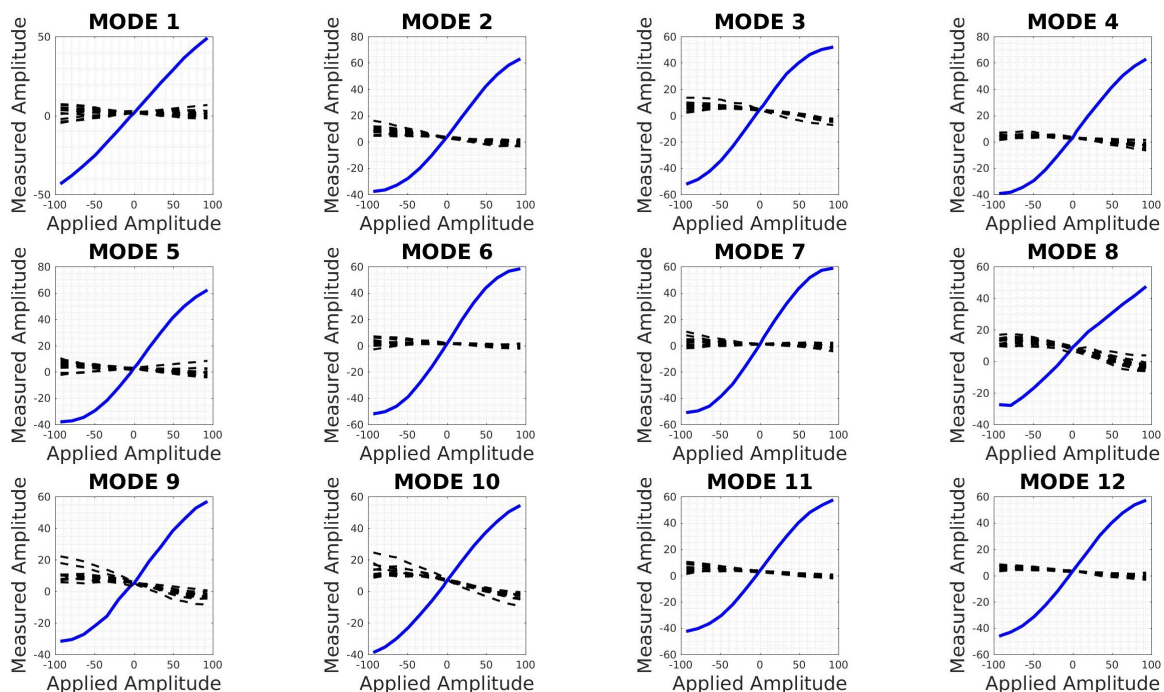 MODE 1 MODE 2 MODE 3 MODE 4
Measured Amplitude Measured Amplitude Measured Amplitude Measured Amplitude
50 80 60 80
60 40 60
40 20 40
0 20 0 20
0 -20 0
-20 -40 -20
-50 -40 -60 -40
-100 -50 0 50 100 -100 -50 0 50 100 -100 -50 0 50 100 -100 -50 0 50 100
Applied Amplitude Applied Amplitude Applied Amplitude Applied Amplitude
MODE 5 MODE 6 MODE 7 MODE 8
Measured Amplitude Measured Amplitude Measured Amplitude Measured Amplitude
80 60 60 60
60 40 40 40
40 20 20 20
20 0 0 0
0 -20 -20 -20
-20 -40 -40
-40 -60 -60 -40
-100 -50 0 50 100 -100 -50 0 50 100 -100 -50 0 50 100 -100 -50 0 50 100
Applied Amplitude Applied Amplitude Applied Amplitude Applied Amplitude
MODE 9 MODE 10 MODE 11 MODE 12
Measured Amplitude Measured Amplitude Measured Amplitude Measured Amplitude
60 60 60 60
40 40 40 40
20 20 20 20
0 0 0 0
-20 -20 -20 -20
-40 -40
-40 -40 -60 -60
-100 -50 0 50 100 -100 -50 0 50 100 -100 -50 0 50 100 -100 -50 0 50 100
Applied Amplitude Applied Amplitude Applied Amplitude Applied Amplitude